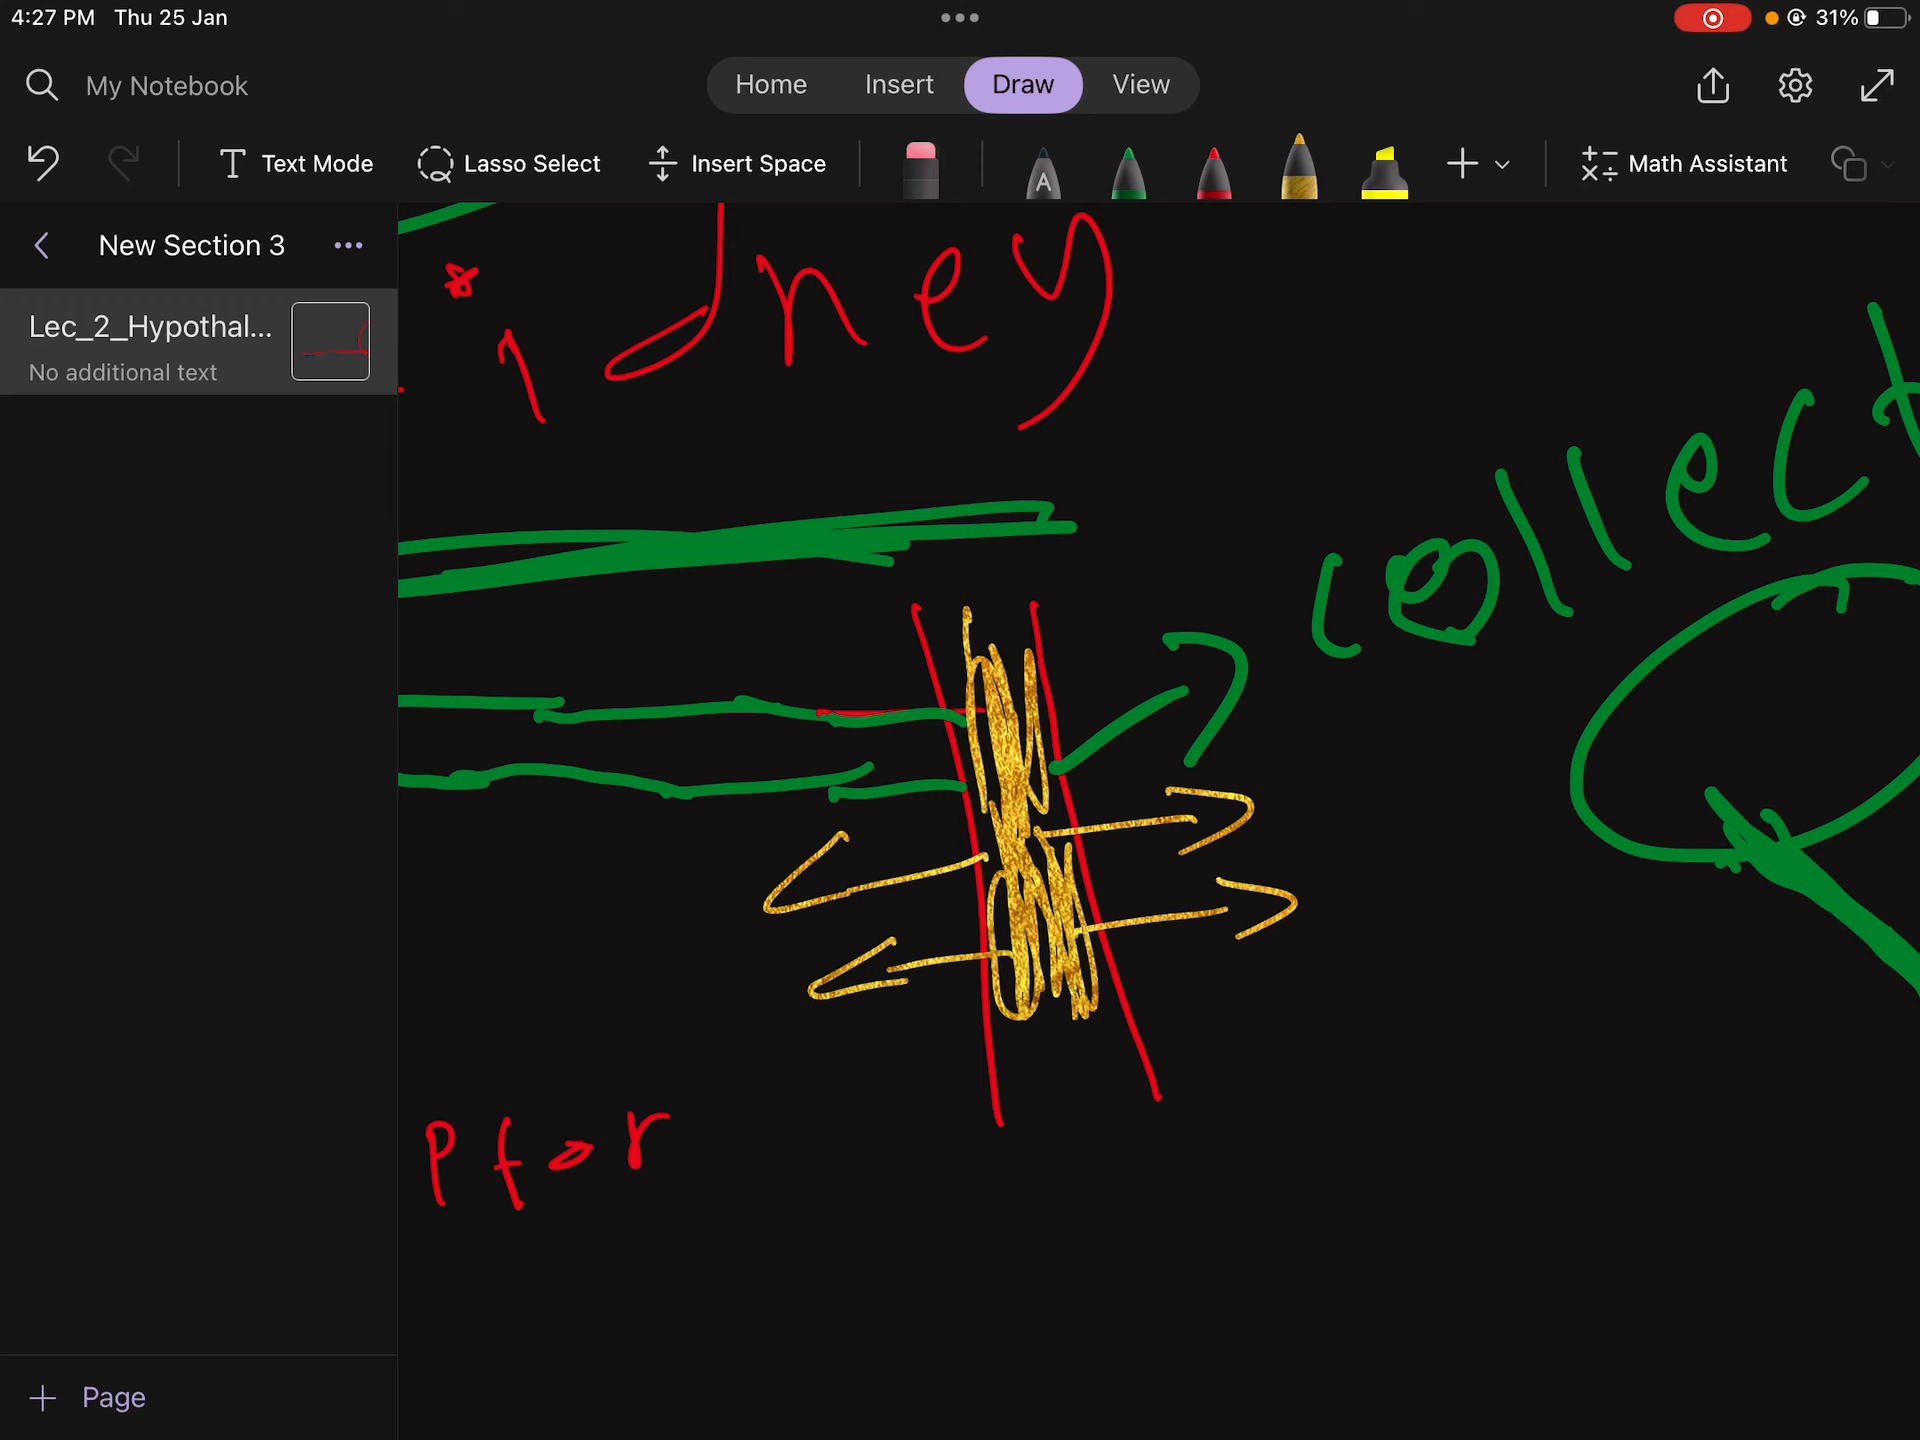 4:27 PM Thu 25 Jan
31%
My Notebook
Home Insert Draw View
Text Mode Lasso Select Insert Space
A
Math Assistant
New Section 3
Lec_2_Hypothal...
No additional text
idney
collect
P for
Page